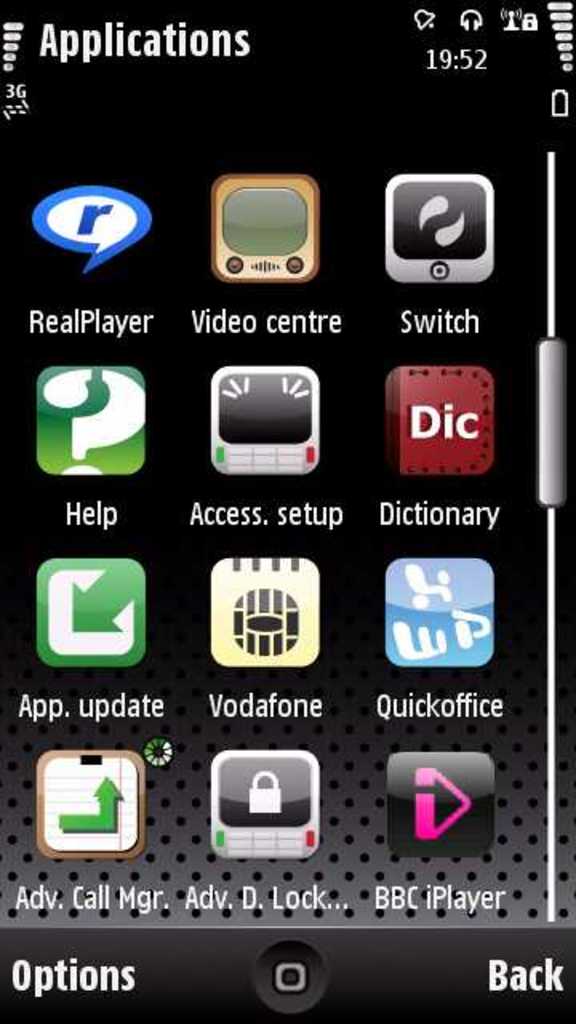 Applications
19:52
3G
r
RealPlayer Video centre Switch
Dic
Help Access. setup Dictionary
App. update Vodafone Quickoffice
Adv. Call Mgr. Adv. D. Lock... BBC iPlayer
Options Back